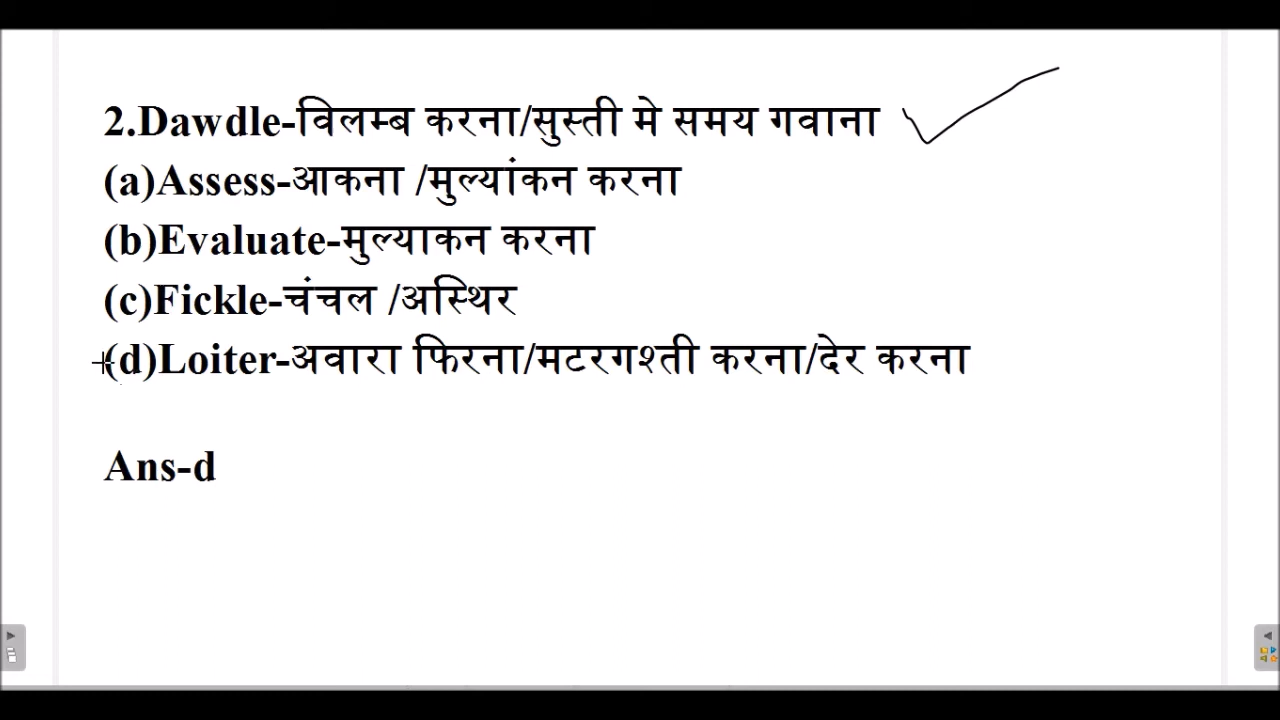 2.Dawdle-विलम्ब करना/सुस्ती मे समय गवाना
(a)Assess-आकना /मुल्यांकन करना
(b)Evaluate-मुल्याकन करना
(c)Fickle-चंचल /अस्थिर
(d)Loiter-अवारा फिरना/मटरगश्ती करना/देर करना
Ans-d